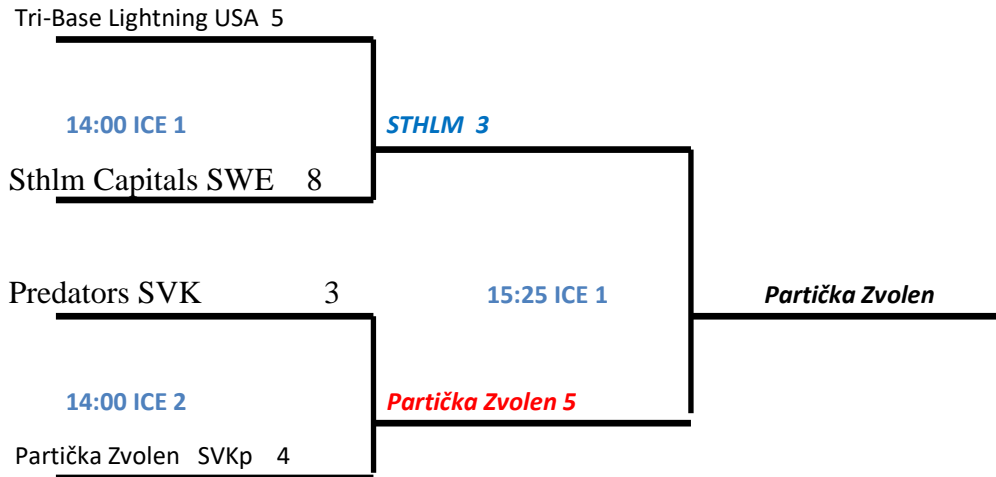 Tri-Base Lightning USA 5
14:00 ICE 1
STHLM 3
Sthlm Capitals SWE 8
Predators SVK 3
15:25 ICE 1
Partička Zvolen
14:00 ICE 2
Partička Zvolen 5
Partička Zvolen SVKp 4